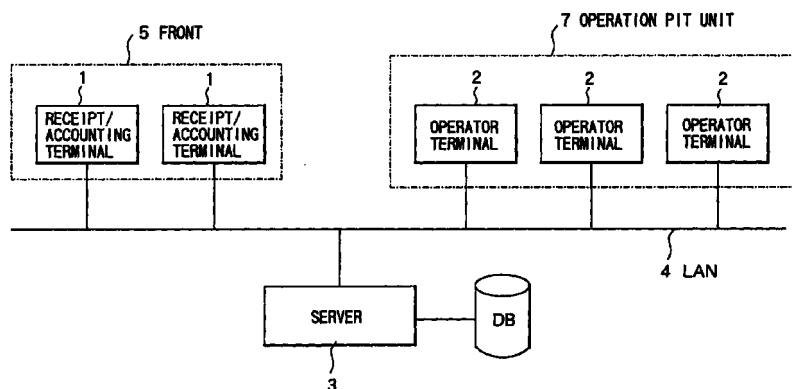 5 FRONT
7 OPERATION PIT UNIT
1
1
2
2
2
RECEIPT/
ACCOUNTING
TERMINAL
RECEIPT/
ACCOUNTING
TERMINAL
OPERATOR
TERMINAL
OPERATOR
TERMINAL
OPERATOR
TERMINAL
4 LAN
SERVER
DB
3